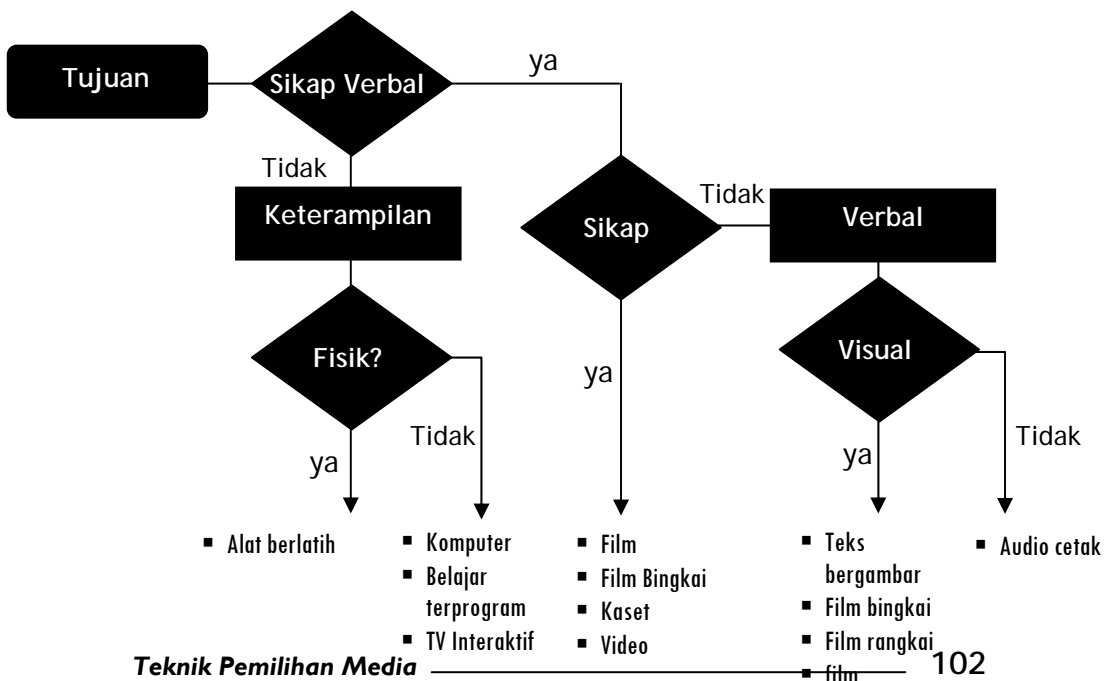 Tujuan
Sikap Verbal
ya
Tidak
Keterampilan
Sikap
Tidak
Verbal
Fisik?
Visual
ya
Tidak
ya
ya
Tidak
▪ Alat berlatih
▪ Komputer
▪ Belajar
terprogram
▪ TV Interaktif
▪ Film
▪ Film Bingkai
▪ Kaset
▪ Video
▪ Teks
bergambar
▪ Film bingkai
▪ Film rangkai
▪ film
▪ Audio cetak
Teknik Pemilihan Media
102